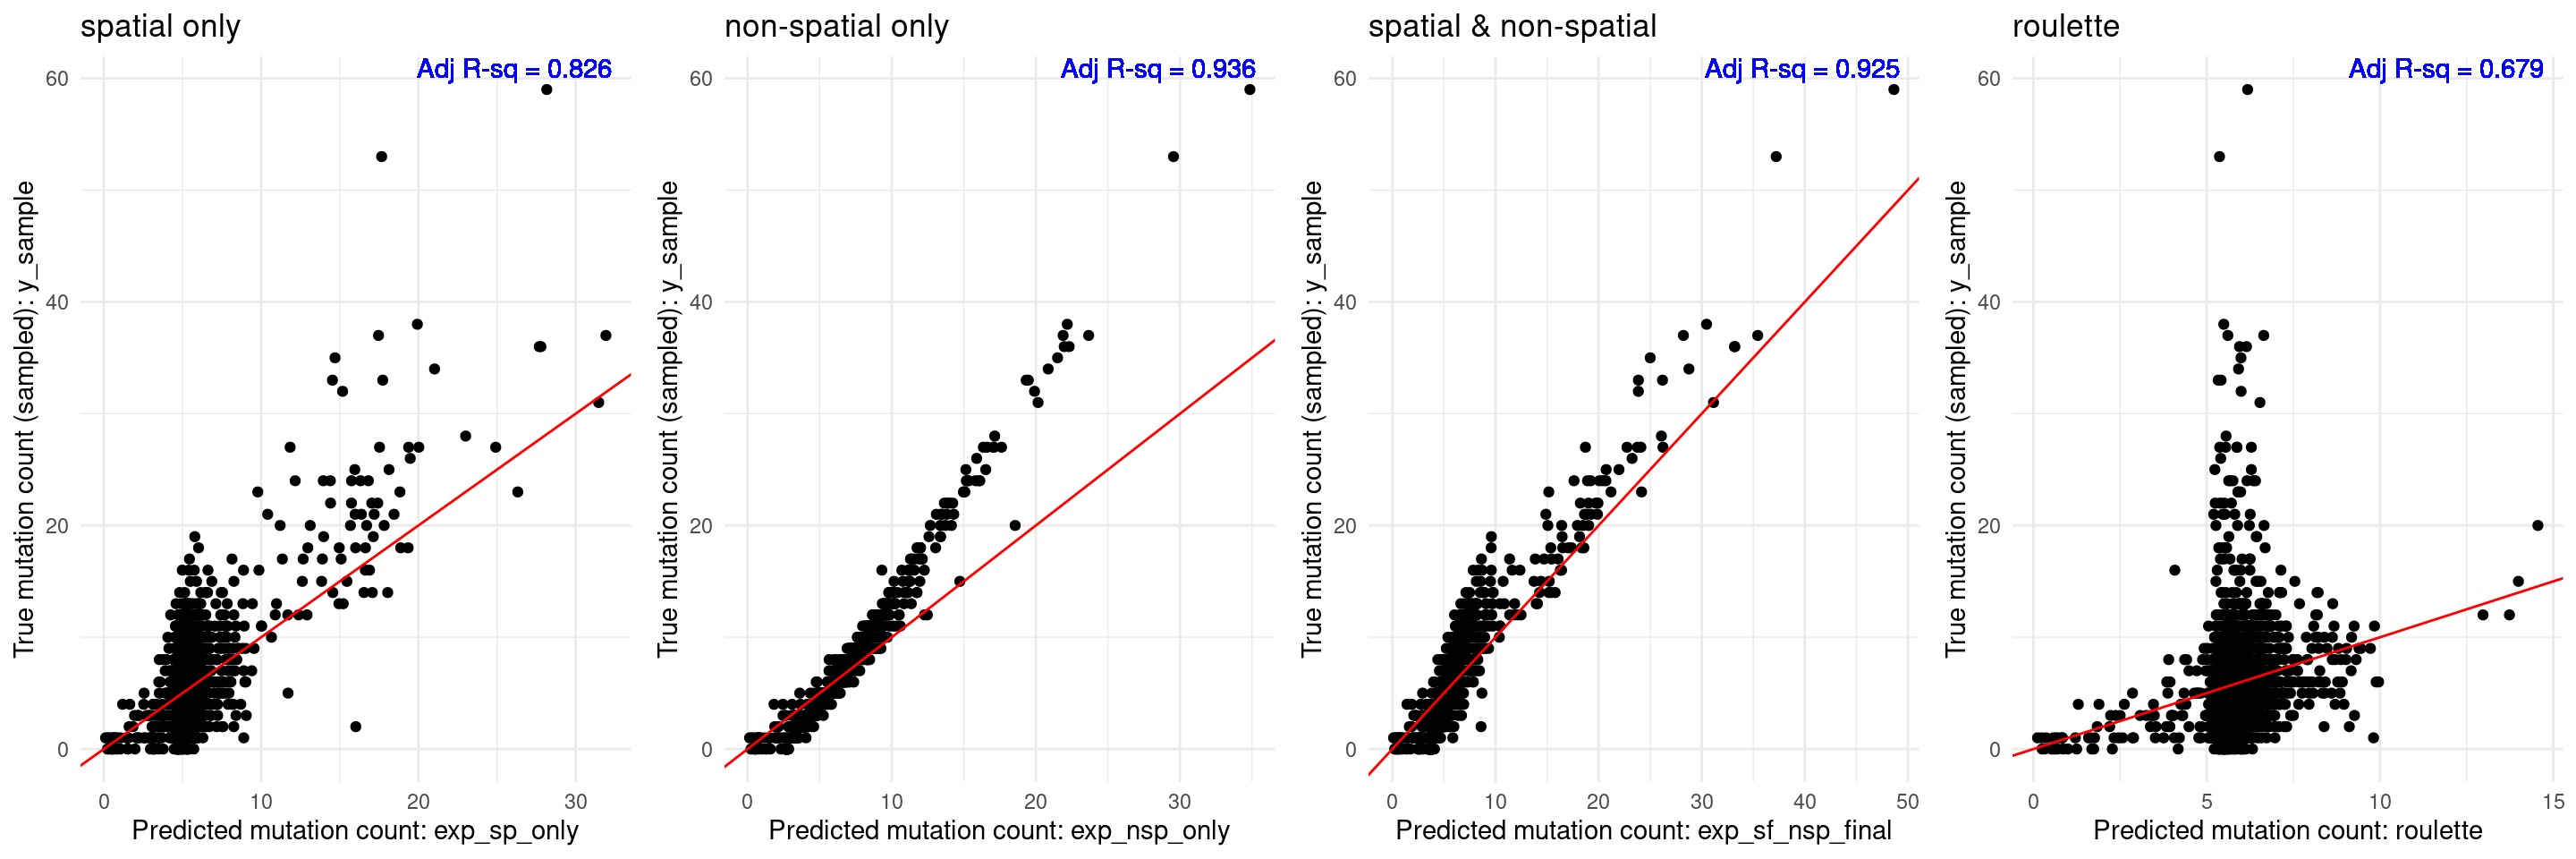 spatial only
Adj R-sq = 0.826
60
40
20
0
True mutation count (sampled): y_sample
0 10 20 30
Predicted mutation count: exp_sp_only
non-spatial only
Adj R-sq = 0.936
60
40
20
0
True mutation count (sampled): y_sample
0 10 20 30
Predicted mutation count: exp_nsp_only
spatial & non-spatial
Adj R-sq = 0.925
60
40
20
0
True mutation count (sampled): y_sample
0 10 20 30 40 50
Predicted mutation count: exp_sf_nsp_final
roulette
Adj R-sq = 0.679
60
40
20
0
True mutation count (sampled): y_sample
0 5 10 15
Predicted mutation count: roulette